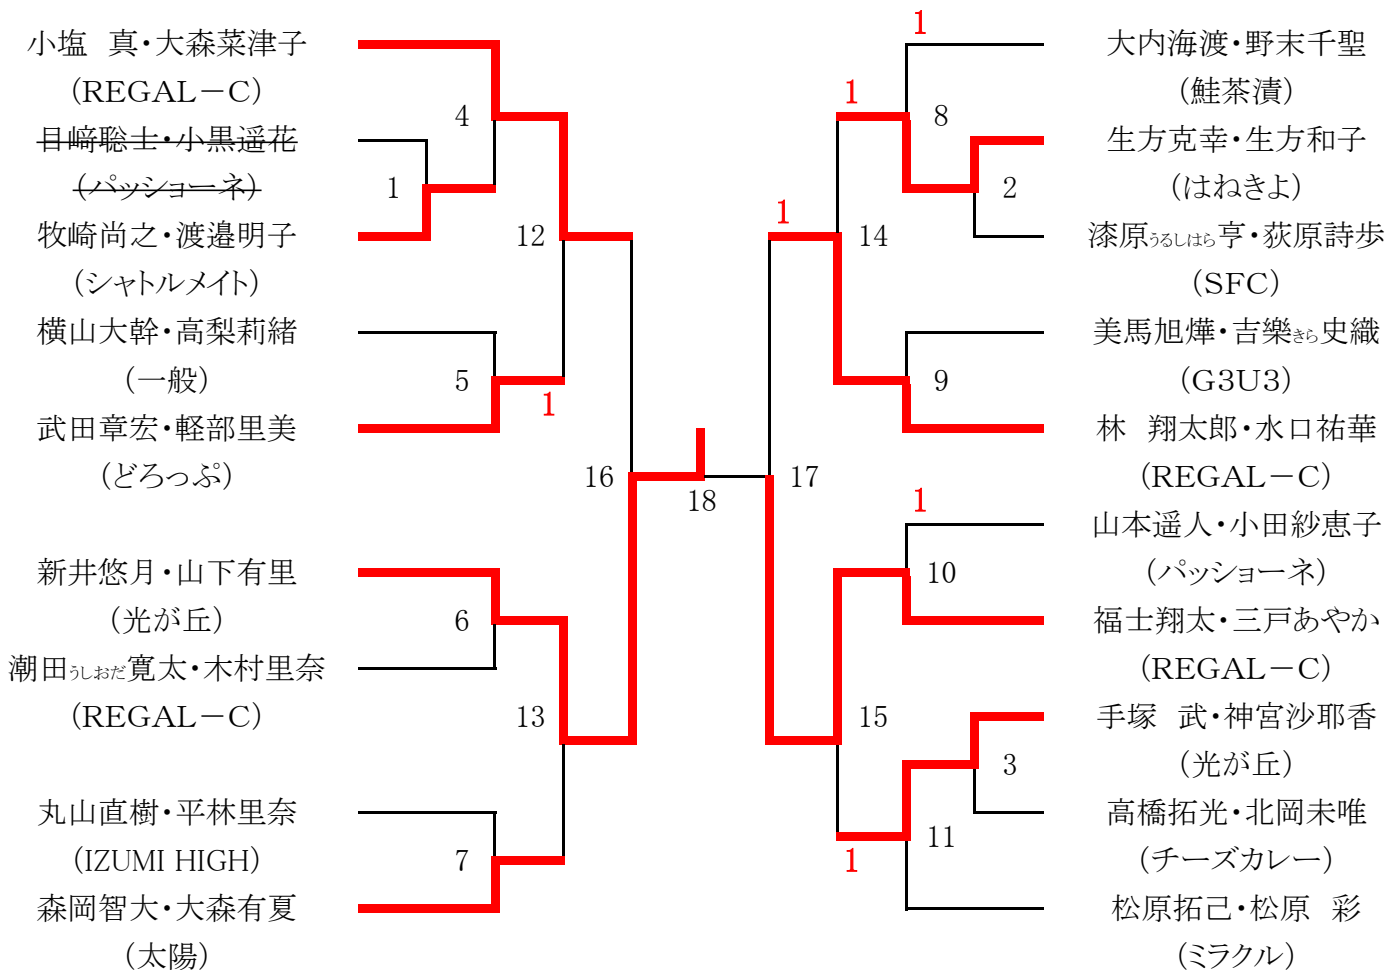 小塩　真・大森菜津子
(REGAL－C)
目﨑聡士・小黒遥花
(パッショーネ)
牧崎尚之・渡邉明子
(シャトルメイト)
横山大幹・高梨莉緒
(一般)
武田章宏・軽部里美
(どろっぷ)
新井悠月・山下有里
(光が丘)
潮田うしおだ寛太・木村里奈
(REGAL－C)
丸山直樹・平林里奈
(IZUMI HIGH)
森岡智大・大森有夏
(太陽)
4
1
12
5
1
16
6
13
7
18
1
1
8
2
1
14
9
17
1
10
15
3
11
1
大内海渡・野末千聖
(鮭茶漬)
生方克幸・生方和子
(はねきよ)
漆原うるしはら亨・荻原詩歩
(SFC)
美馬旭燁・吉樂きら史織
(G3U3)
林　翔太郎・水口祐華
(REGAL－C)
山本遥人・小田紗恵子
(パッショーネ)
福士翔太・三戸あやか
(REGAL－C)
手塚　武・神宮沙耶香
(光が丘)
高橋拓光・北岡未唯
(チーズカレー)
松原拓己・松原　彩
(ミラクル)